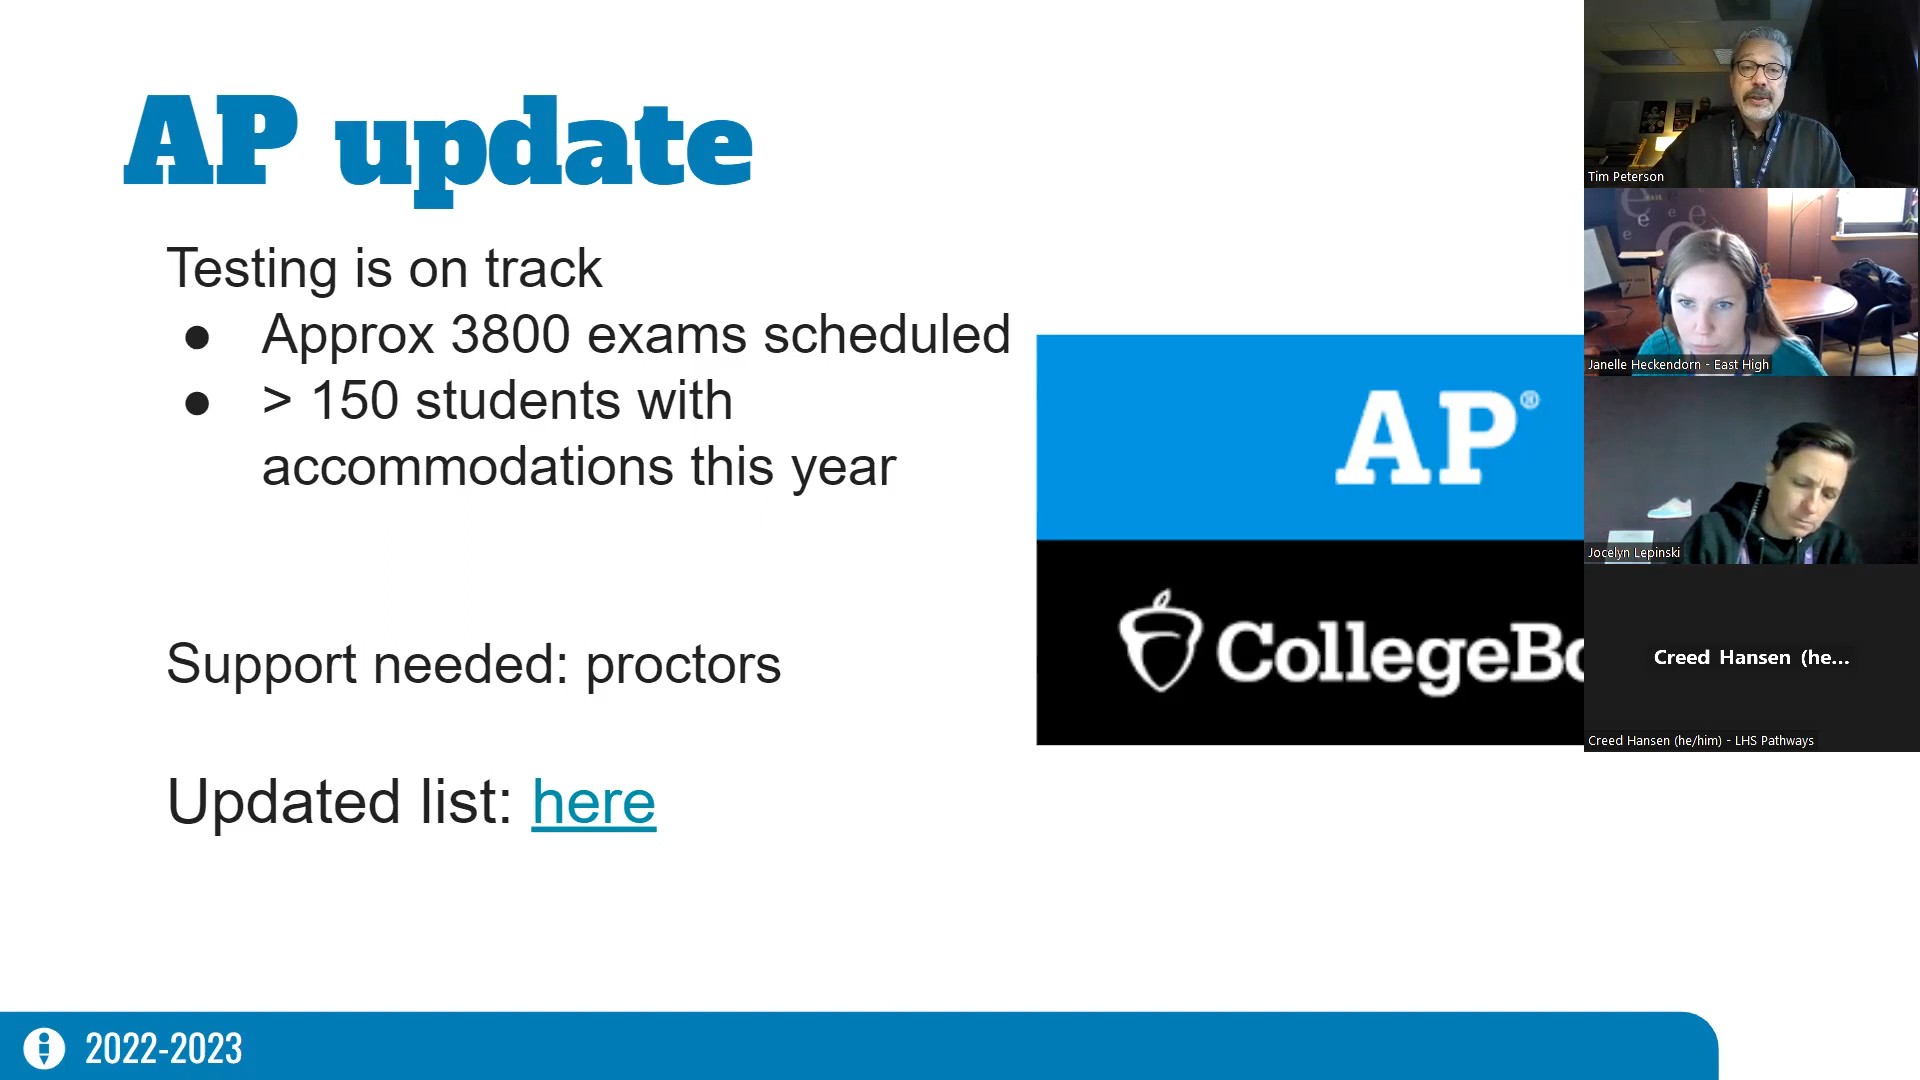 AP update
Testing is on track
● Approx 3800 exams scheduled
● > 150 students with
accommodations this year
Support needed: proctors
Updated list: here
AP®
CollegeBo
2022-2023
Tim Peterson
Janelle Heckendorn - East High
Jocelyn Lepinski
Creed Hansen (he...
Creed Hansen (he/him) - LHS Pathways